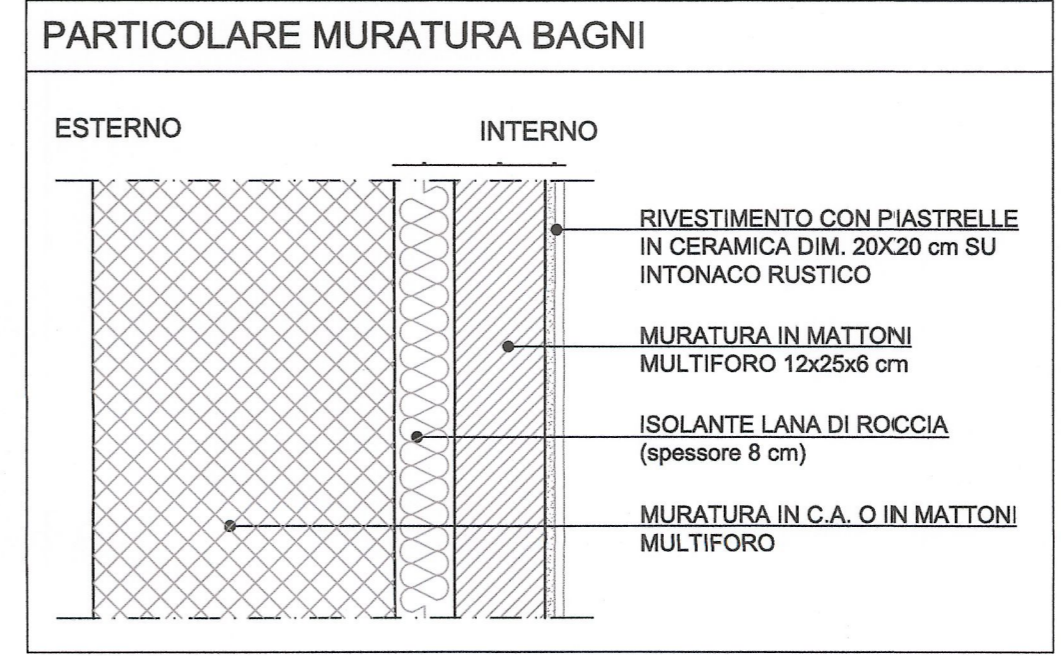 PARTICOLARE MURATURA BAGNI
ESTERNO
INTERNO
RIVESTIMENTO CON PIASTRELLE
IN CERAMICA DIM. 20X20 cm SU
INTONACO RUSTICO
MURATURA IN MATTONI
MULTIFORO 12x25x6 cm
ISOLANTE LANA DI ROCCIA
(spessore 8 cm)
MURATURA IN C.A. O IN MATTONI
MULTIFORO